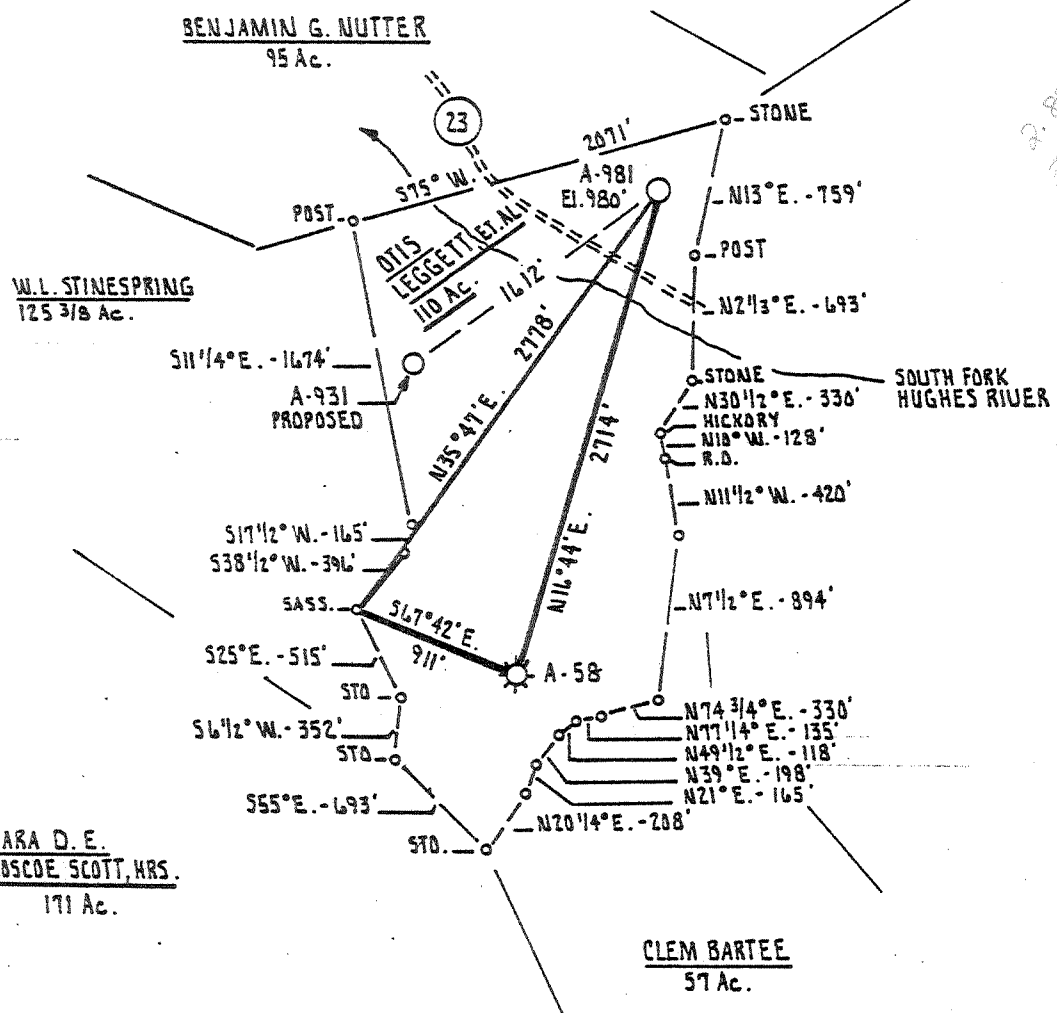 BENJAMIN G. NUTTER
95 Ac.
23
STONE
2071'
S75° W.
A-981
El. 980'
N13° E. - 759'
POST
POST
OTIS
LEGGETT, ET. AL.
110 Ac.
1612'
W.L. STINESPRING
125 3/8 Ac.
N2 1/3° E. - 693'
2778'
S11 1/4° E. - 1674'
A-931
PROPOSED
STONE
SOUTH FORK
HUGHES RIVER
N30 1/2° E. - 330'
HICKORY
N18° W. - 128'
R.O.
N35° 47' E.
2714'
N11 1/2° W. - 420'
S17 1/2° W. - 165'
S38 1/2° W. - 396'
N16° 44' E.
N7 1/2° E. - 894'
SASS.
S67° 42' E.
911'
S25° E. - 515'
A-58
STO
N74 3/4° E. - 330'
N77 1/4° E. - 135'
S6 1/2° W. - 352'
N49 1/2° E. - 118'
STO.
N39° E. - 198'
N21° E. - 165'
S55° E. - 693'
N20 1/4° E. - 208'
STO.
ARA D. E.
OSCOE SCOTT, HRS.
171 Ac.
CLEM BARTEE
57 Ac.